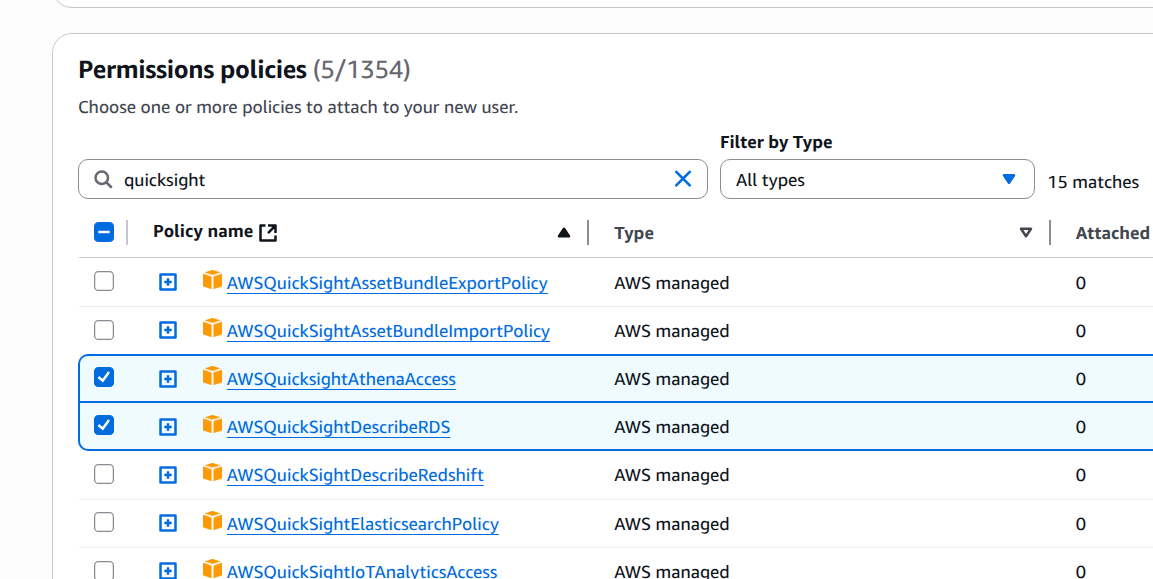 Permissions policies (5/1354)
Choose one or more policies to attach to your new user.
Filter by Type
quicksight All types 15 matches
Policy name Type Attached
AWSQuickSightAssetBundleExportPolicy AWS managed 0
AWSQuickSightAssetBundleImportPolicy AWS managed 0
AWSQuicksightAthenaAccess AWS managed 0
AWSQuickSightDescribeRDS AWS managed 0
AWSQuickSightDescribeRedshift AWS managed 0
AWSQuickSightElasticsearchPolicy AWS managed 0
AWSQuickSightIoTAnalyticsAccess AWS managed 0